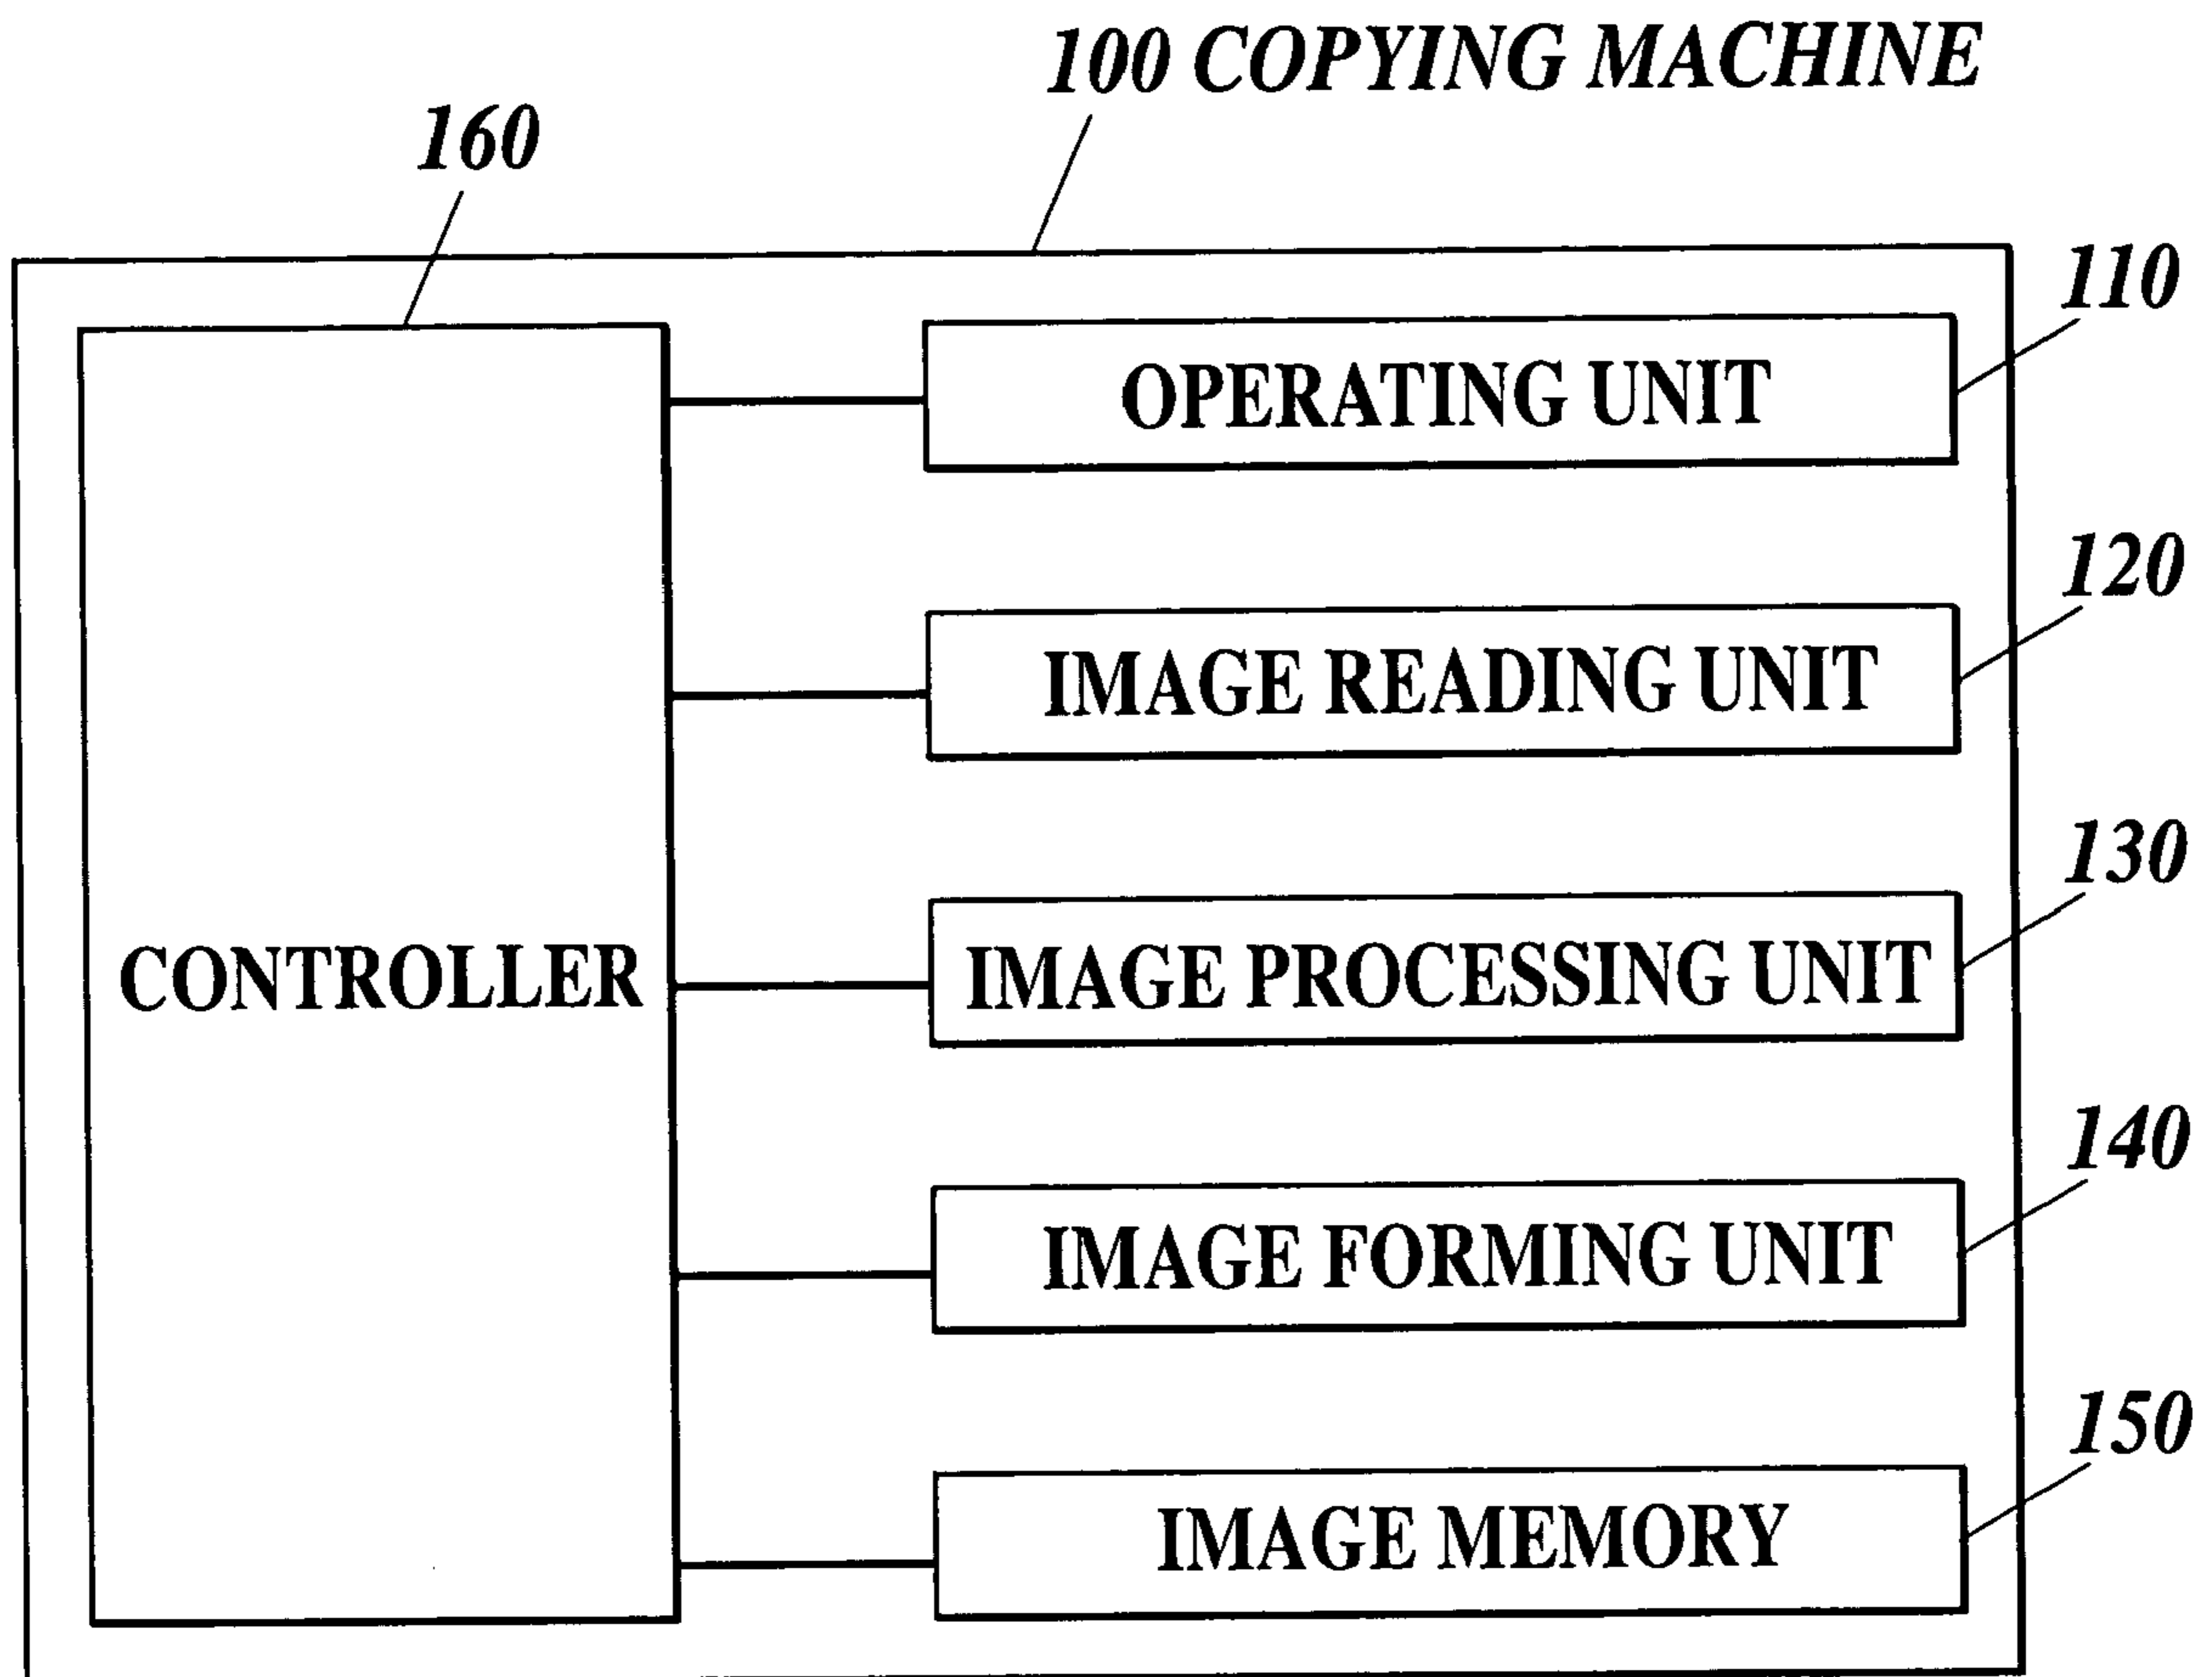 100 COPYING MACHINE
160
110
OPERATING UNIT
120
IMAGE READING UNIT
130
CONTROLLER
IMAGE PROCESSING UNIT
140
IMAGE FORMING UNIT
150
IMAGE MEMORY